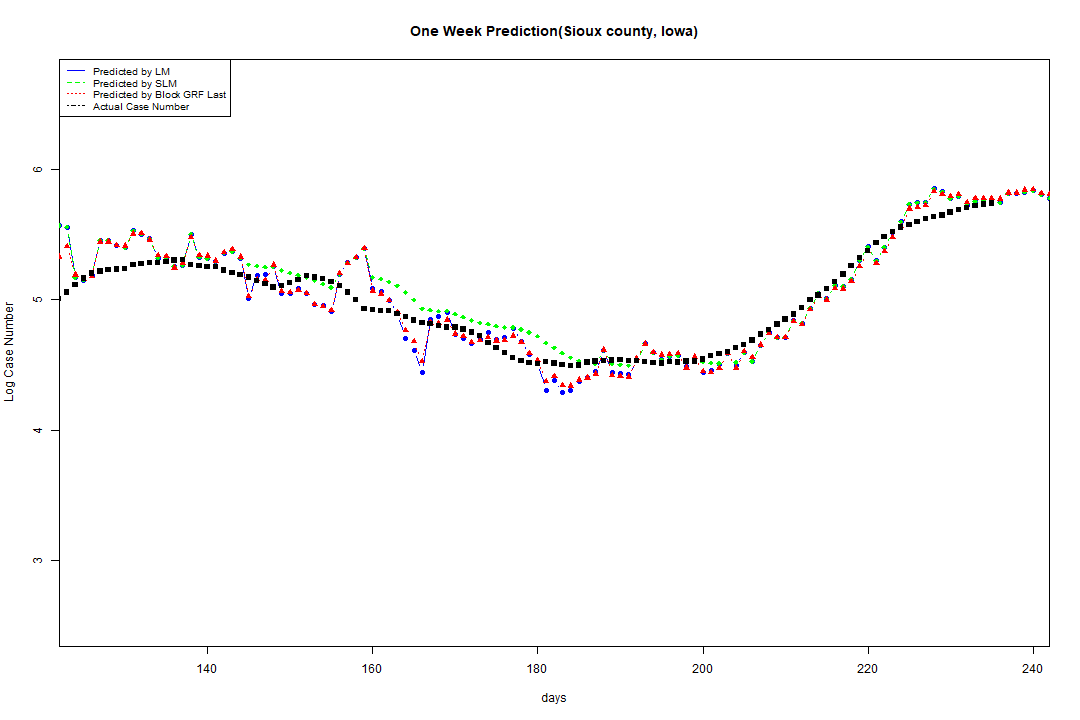 One Week Prediction(Sioux county, Iowa)
Predicted by LM
Predicted by SLM
Predicted by Block GRF Last
Actual Case Number
6
5
4
3
Log Case Number
140 160 180 200 220 240
days